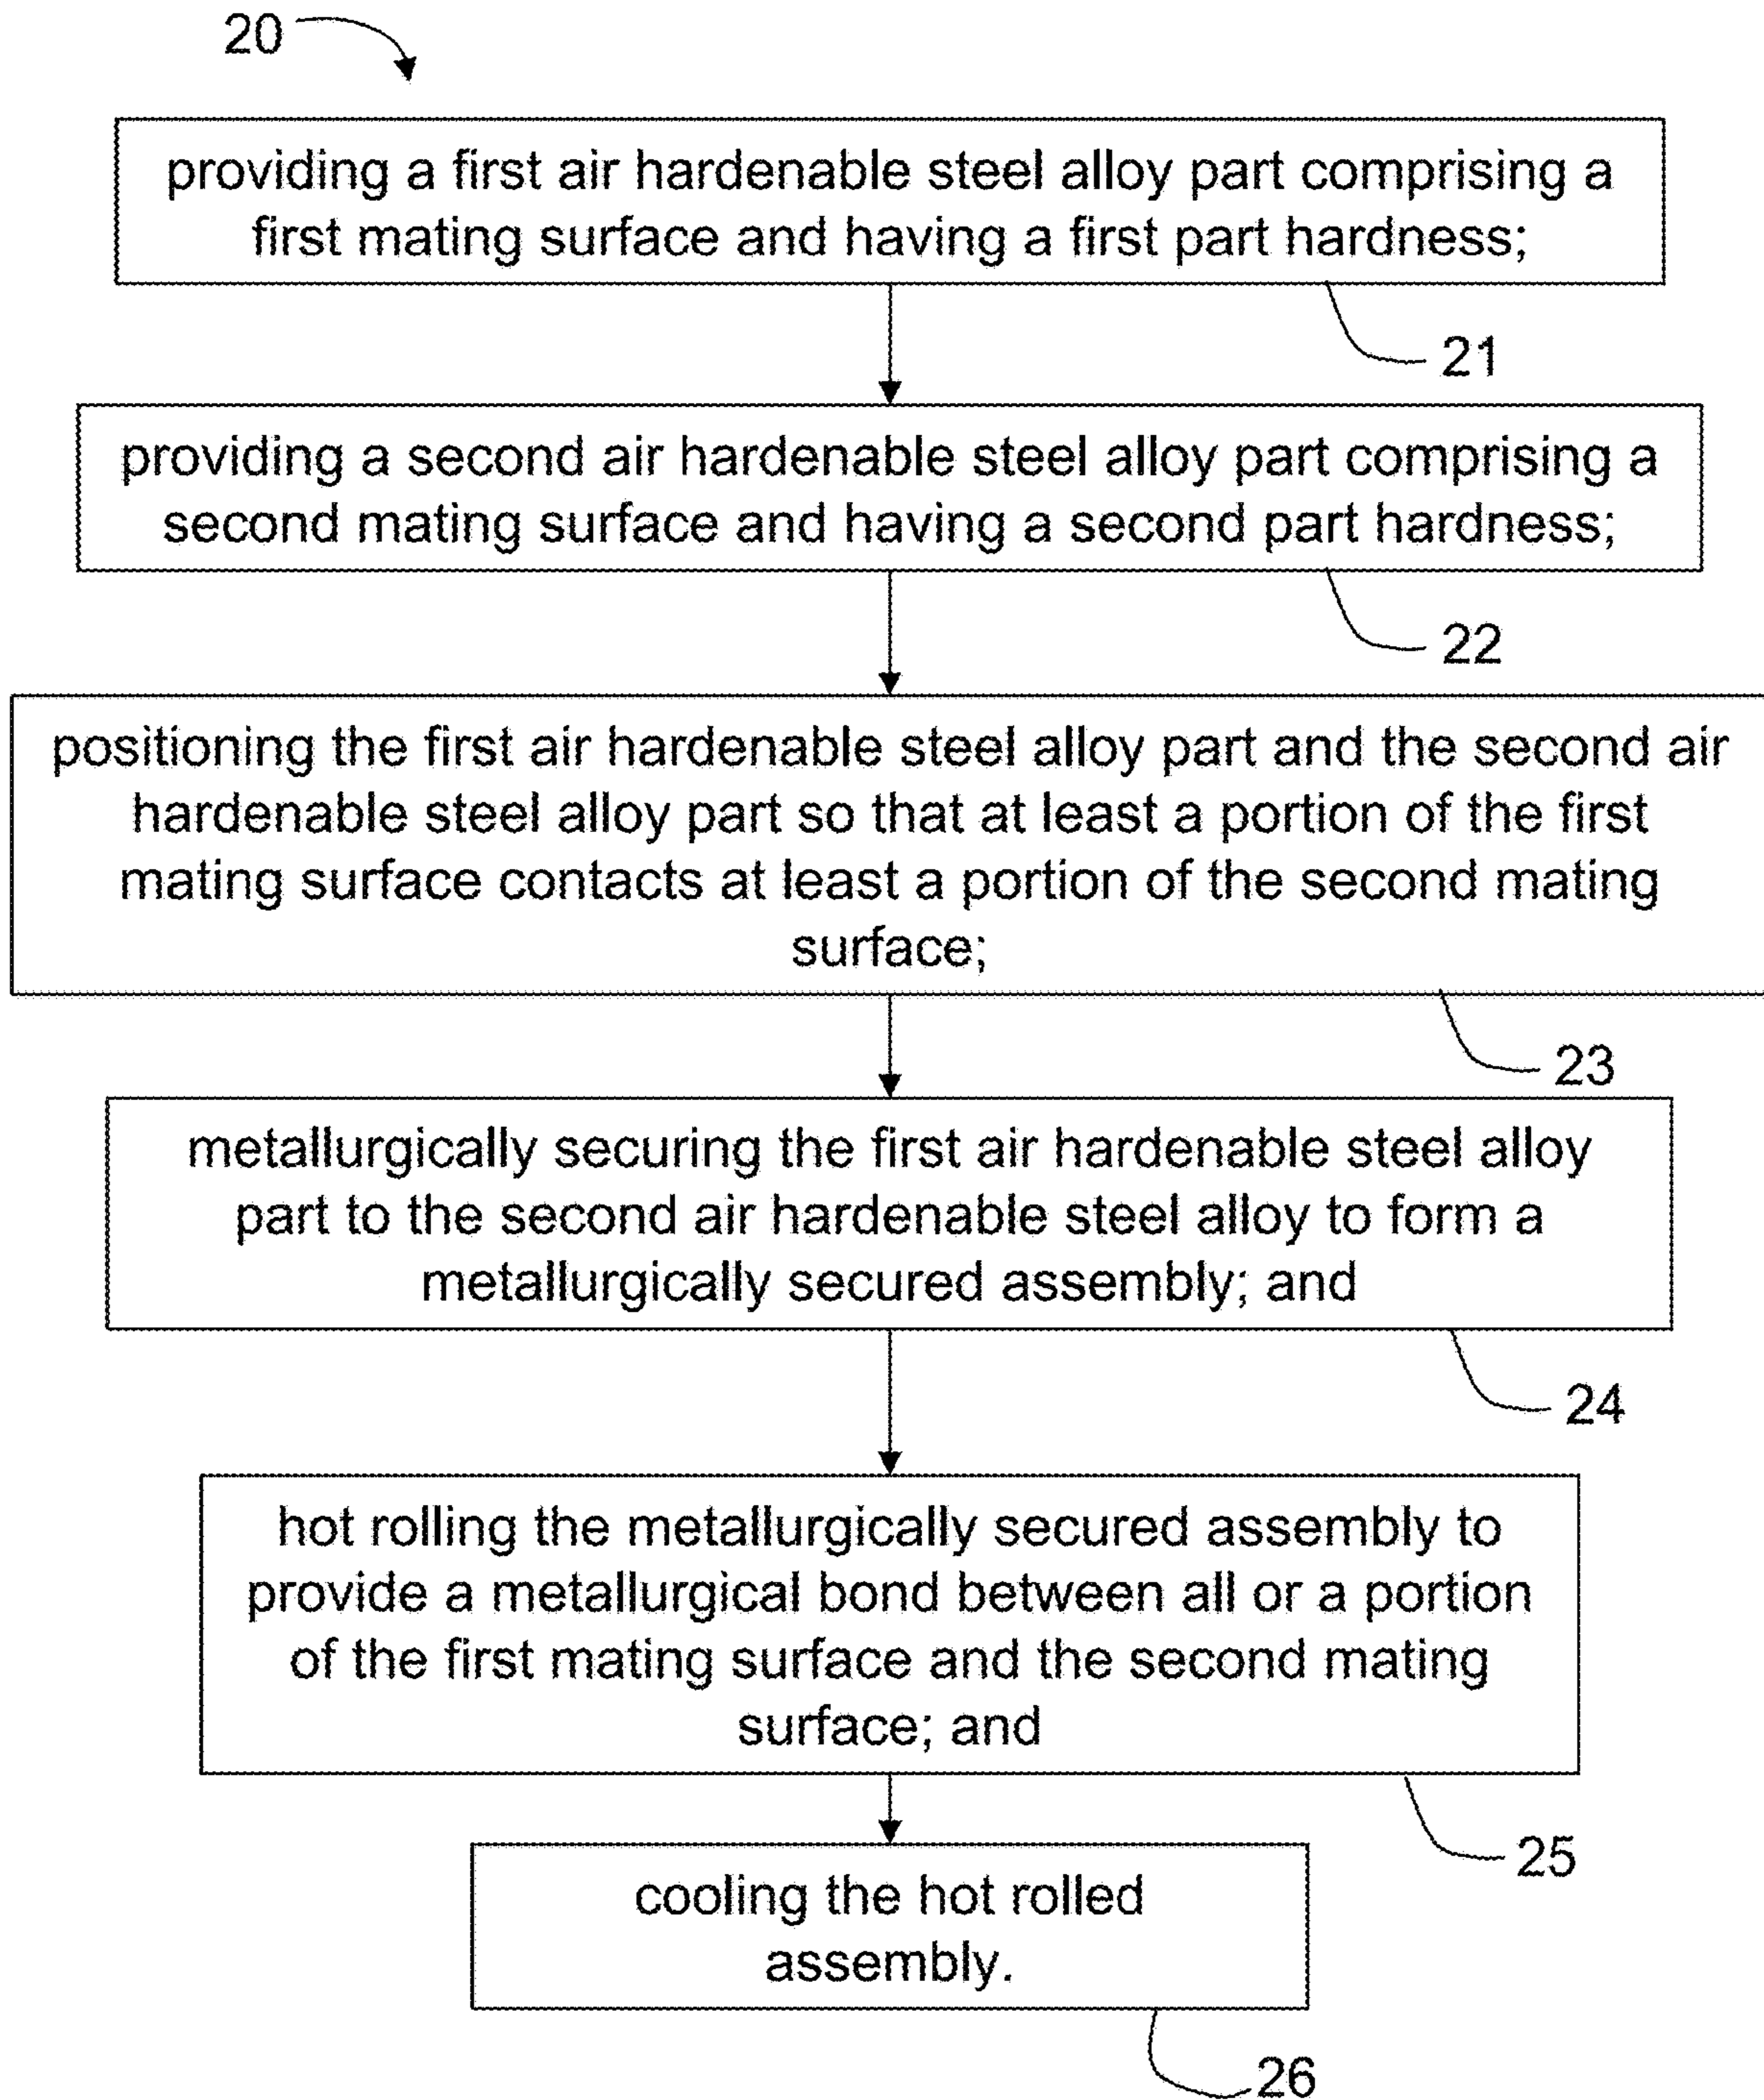 20
providing a first air hardenable steel alloy part comprising a
first mating surface and having a first part hardness;
21
providing a second air hardenable steel alloy part comprising a
second mating surface and having a second part hardness;
22
positioning the first air hardenable steel alloy part and the second air
hardenable steel alloy part so that at least a portion of the first
mating surface contacts at least a portion of the second mating
surface;
23
metallurgically securing the first air hardenable steel alloy
part to the second air hardenable steel alloy to form a
metallurgically secured assembly; and
24
hot rolling the metallurgically secured assembly to
provide a metallurgical bond between all or a portion
of the first mating surface and the second mating
surface; and
25
cooling the hot rolled
assembly.
26